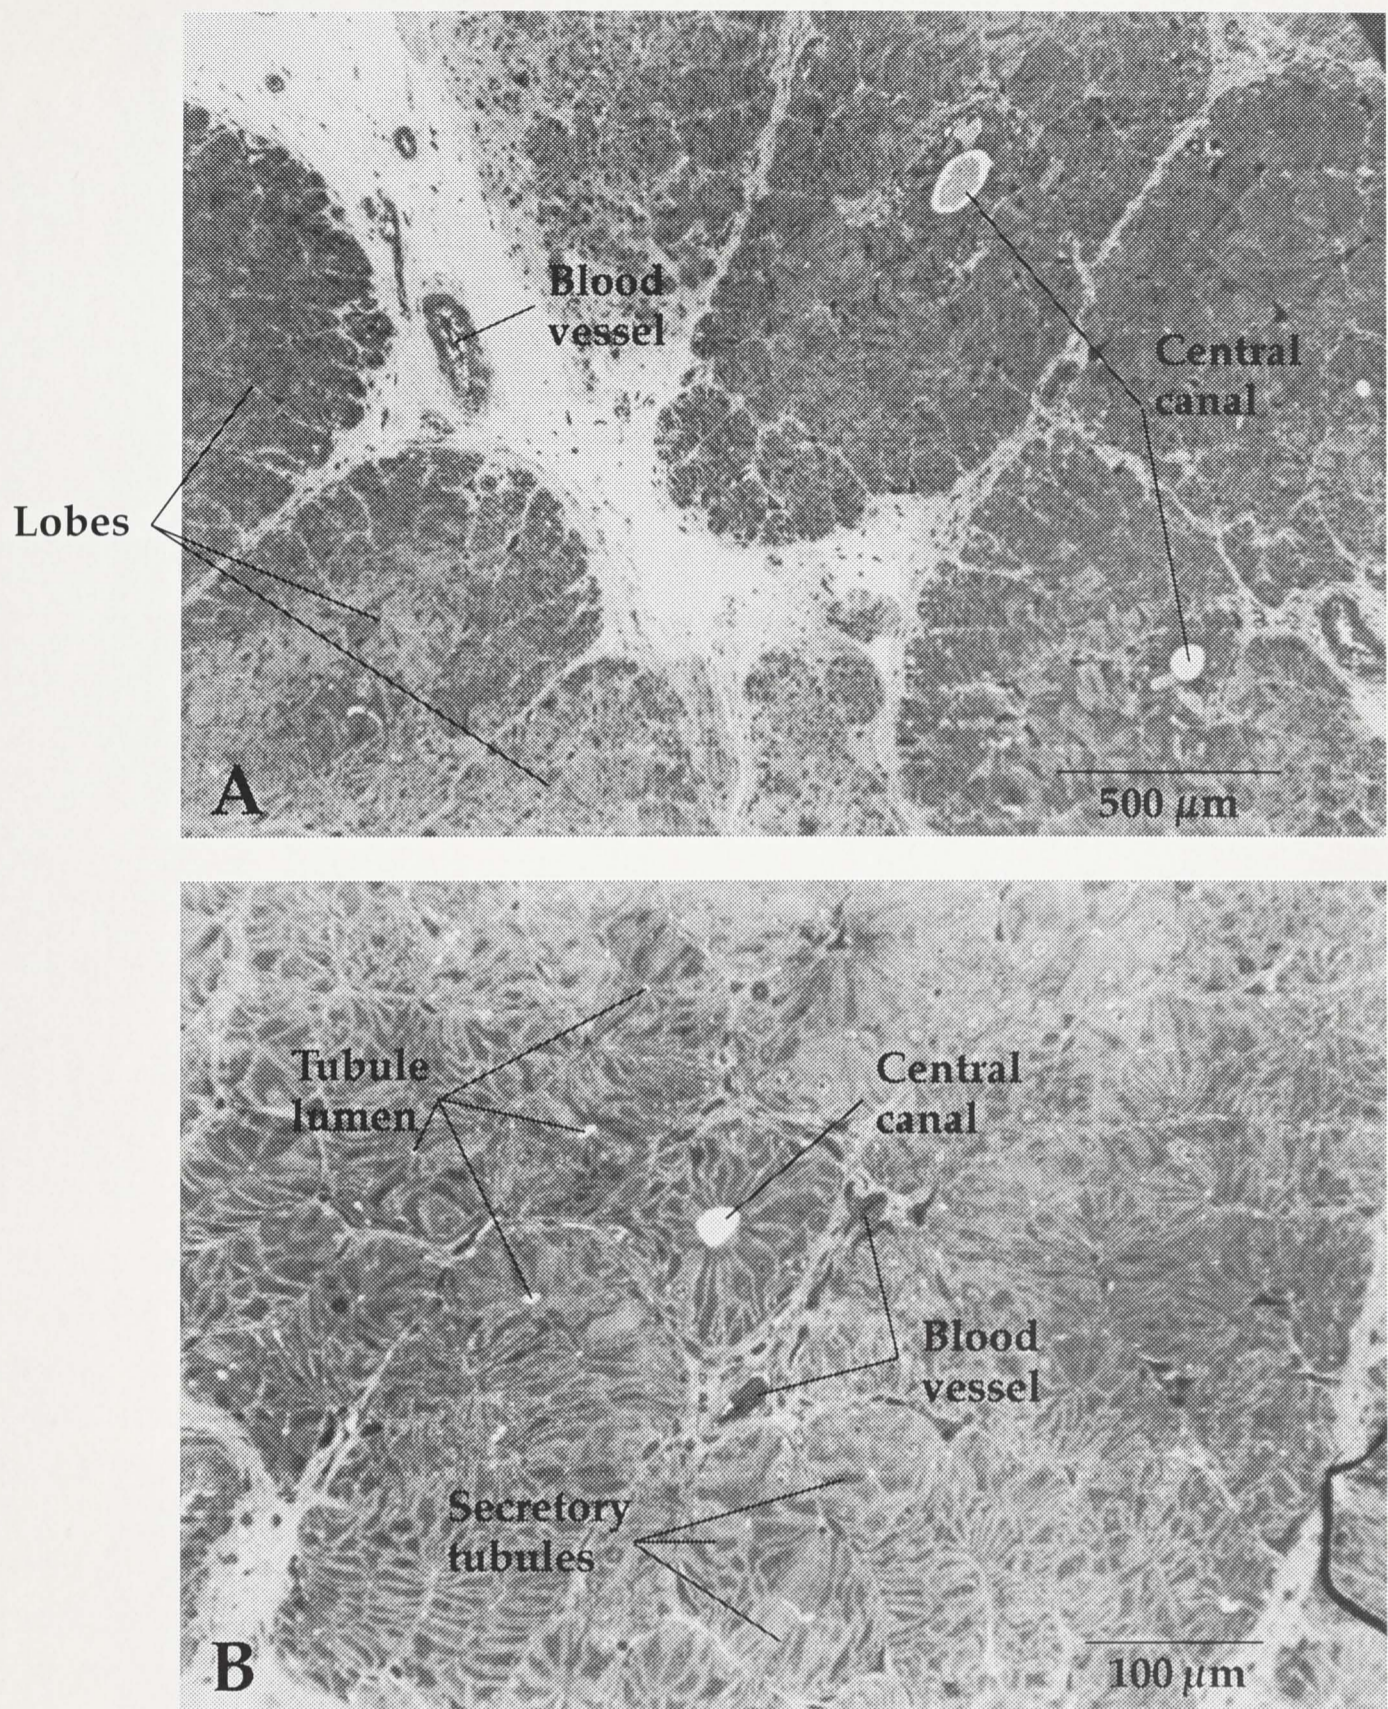 Blood
vessel
Central
canal
Lobes
A
500 μm
Tubule
lumen
Central
canal
Blood
vessel
Secretory
tubules
B
100 μm